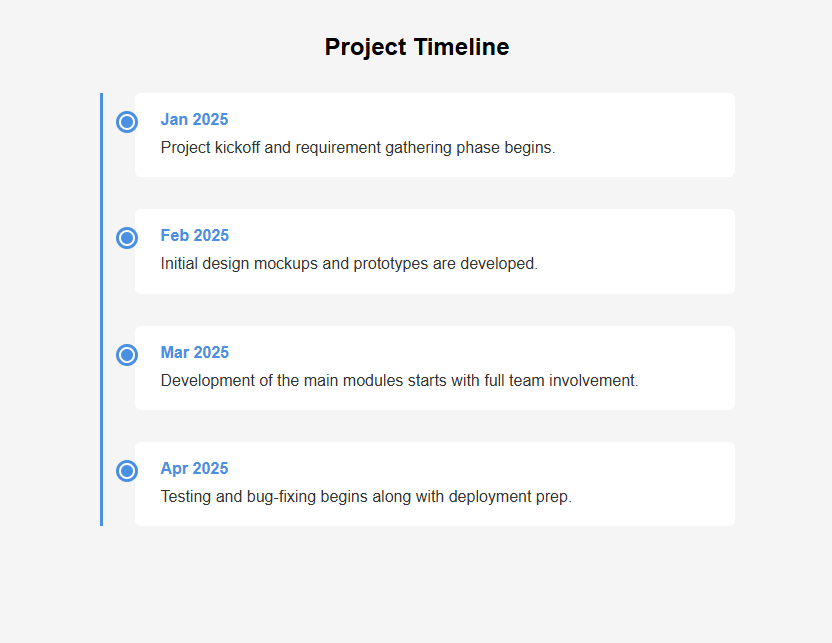 Project Timeline
Jan 2025
Project kickoff and requirement gathering phase begins.
Feb 2025
Initial design mockups and prototypes are developed.
Mar 2025
Development of the main modules starts with full team involvement.
Apr 2025
Testing and bug-fixing begins along with deployment prep.